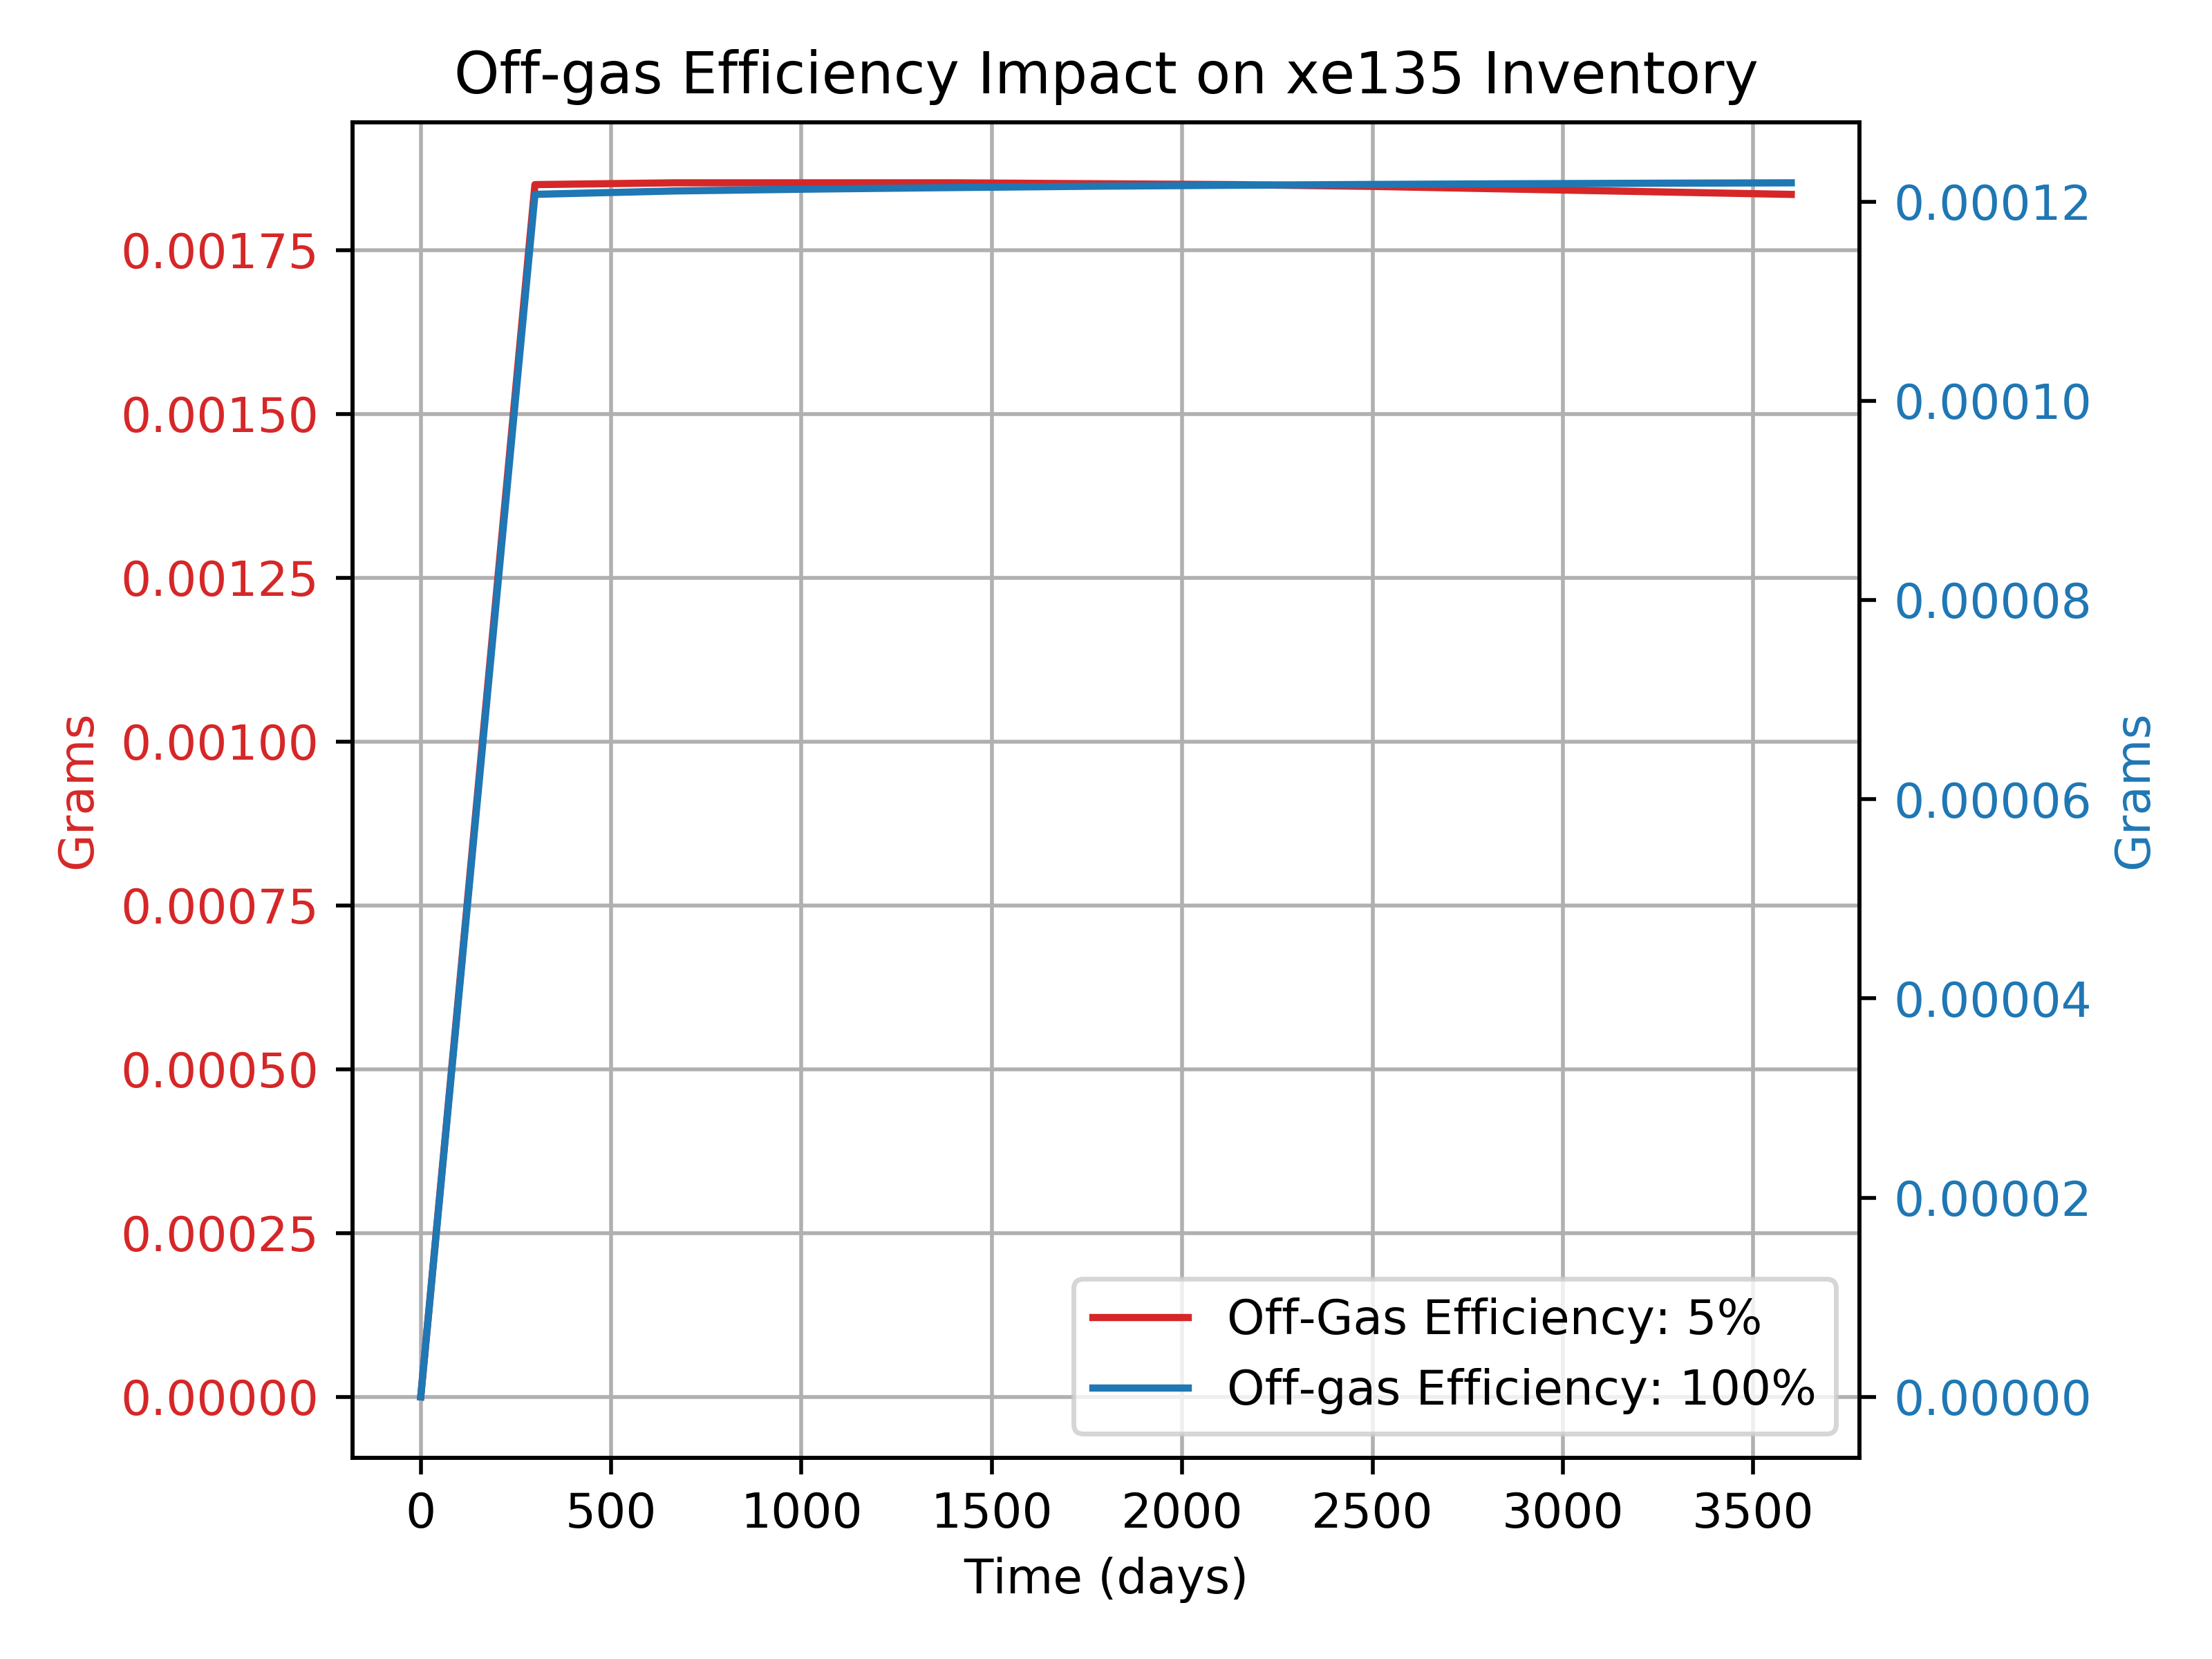 Off-gas Efficiency Impact on xe135 Inventory
0.00175
0.00150
0.00125
0.00100
0.00075
0.00050
0.00025
0.00000
Grams
0.00012
0.00010
0.00008
0.00006
0.00004
0.00002
0.00000
Grams
Off-Gas Efficiency: 5%
Off-gas Efficiency: 100%
0 500 1000 1500 2000 2500 3000 3500
Time (days)